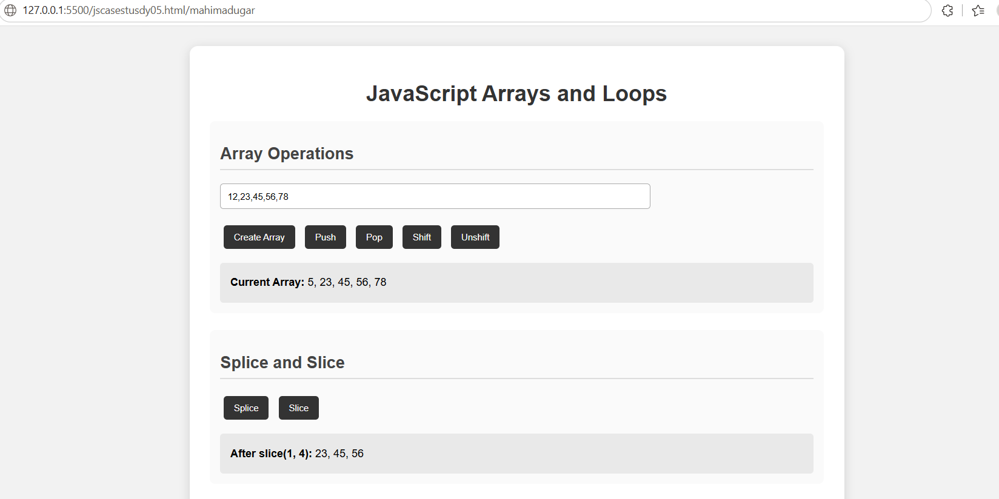 127.0.0.1:5500/jscasestusdy05.html/mahimadugar
JavaScript Arrays and Loops
Array Operations
12,23,45,56,78
Create Array Push Pop Shift Unshift
Current Array: 5, 23, 45, 56, 78
Splice and Slice
Splice Slice
After slice(1, 4): 23, 45, 56